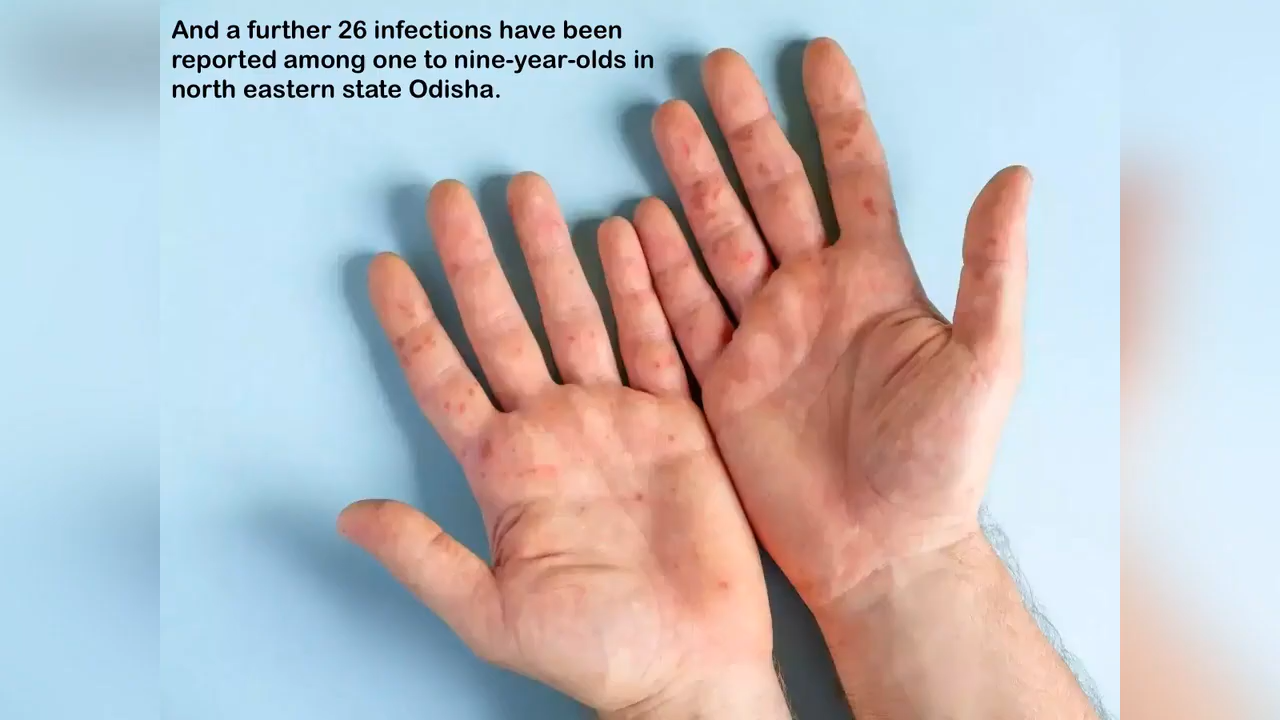 And a further 26 infections have been
reported among one to nine-year-olds in
north eastern state Odisha.